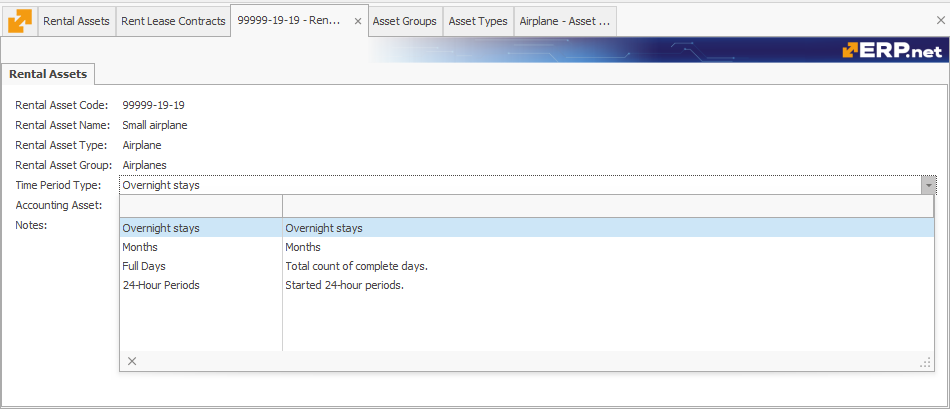 Rental Assets
Rent Lease Contracts
99999-19-19 - Ren...
Asset Groups
Asset Types
Airplane - Asset ...
ERP.net
Rental Assets
Rental Asset Code: 99999-19-19
Rental Asset Name: Small airplane
Rental Asset Type: Airplane
Rental Asset Group: Airplanes
Time Period Type: Overnight stays
Accounting Asset:
Notes:
Overnight stays Overnight stays
Months Months
Full Days Total count of complete days.
24-Hour Periods Started 24-hour periods.